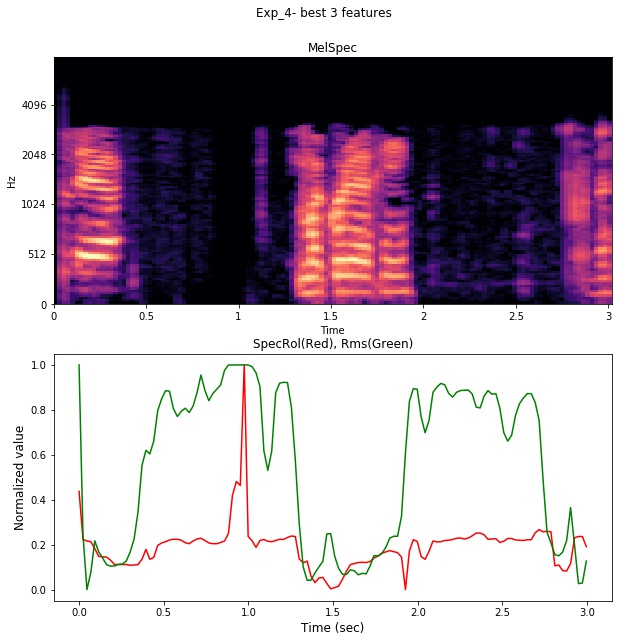 Exp_4- best 3 features
MelSpec
4096
2048
1024
512
0
Hz
0 0.5 1 1.5 2 2.5 3
Time
SpecRol(Red), Rms(Green)
1.0
0.8
0.6
0.4
0.2
0.0
Normalized value
0.0 0.5 1.0 1.5 2.0 2.5 3.0
Time (sec)